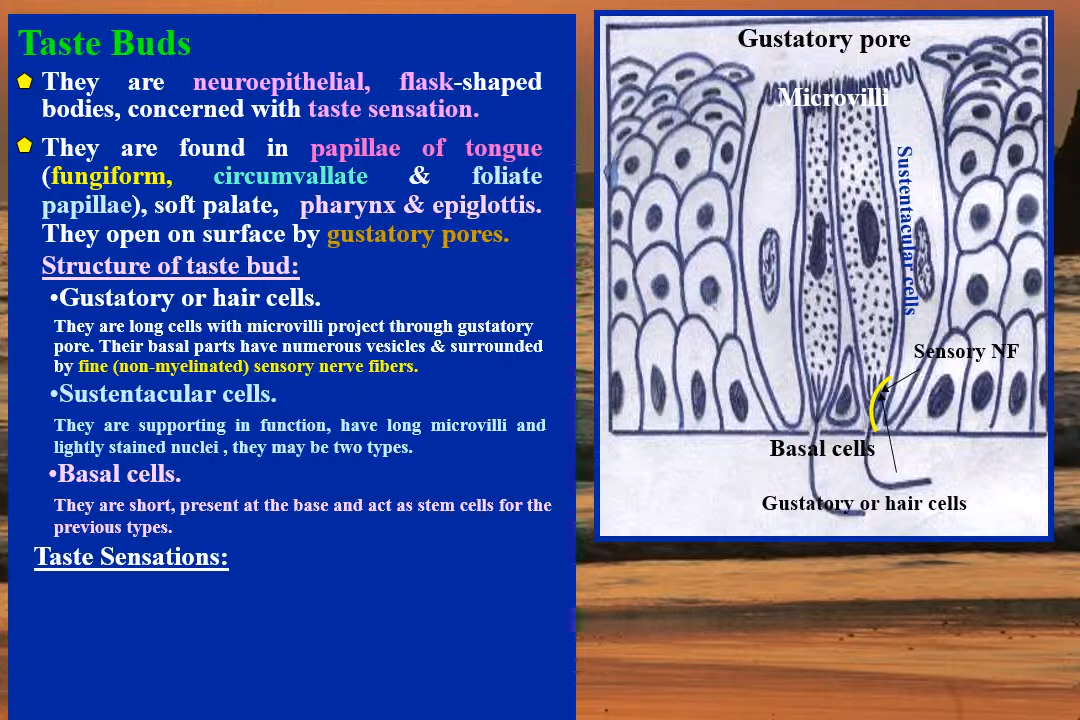 Taste Buds
They are neuroepithelial, flask-shaped
bodies, concerned with taste sensation.
They are found in papillae of tongue
(fungiform, circumvallate & foliate
papillae), soft palate, pharynx & epiglottis.
They open on surface by gustatory pores.
Structure of taste bud:
•Gustatory or hair cells.
They are long cells with microvilli project through gustatory
pore. Their basal parts have numerous vesicles & surrounded
by fine (non-myelinated) sensory nerve fibers.
•Sustentacular cells.
They are supporting in function, have long microvilli and
lightly stained nuclei , they may be two types.
•Basal cells.
They are short, present at the base and act as stem cells for the
previous types.
Taste Sensations:
Gustatory pore
Microvilli
Sustentacular cells
Sensory NF
Basal cells
Gustatory or hair cells